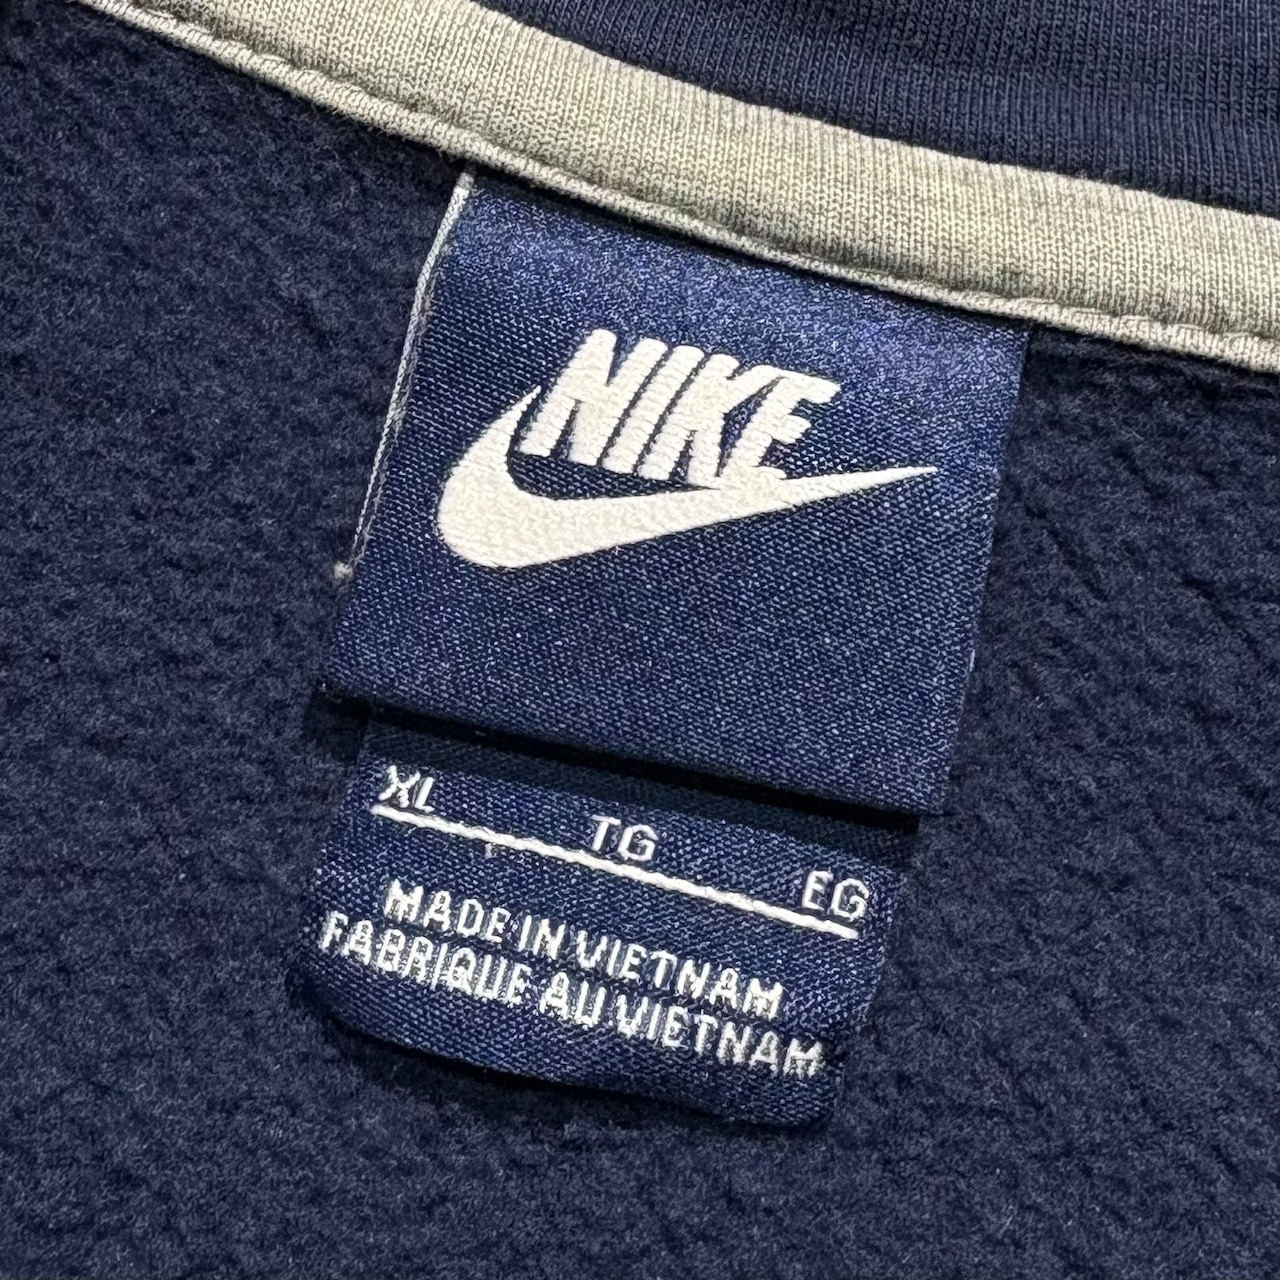 NIKE
XL TG EG
MADE IN VIETNAM
FABRIQUE AU VIETNAM